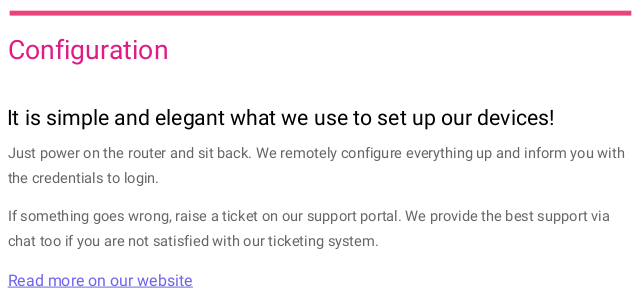 Configuration
It is simple and elegant what we use to set up our devices!
Just power on the router and sit back. We remotely configure everything up and inform you with
the credentials to login.
If something goes wrong, raise a ticket on our support portal. We provide the best support via
chat too if you are not satisfied with our ticketing system.
Read more on our website